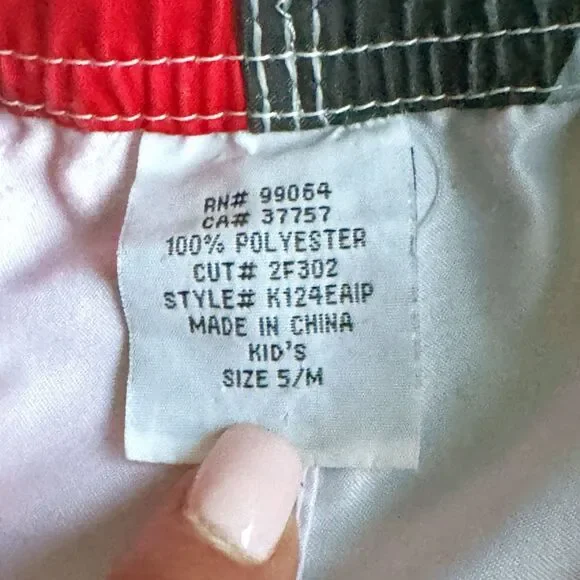 RN# 99064
CA# 37757
100% POLYESTER
CUT# 2F302
STYLE# K124EAIP
MADE IN CHINA
KID'S
SIZE 5/M